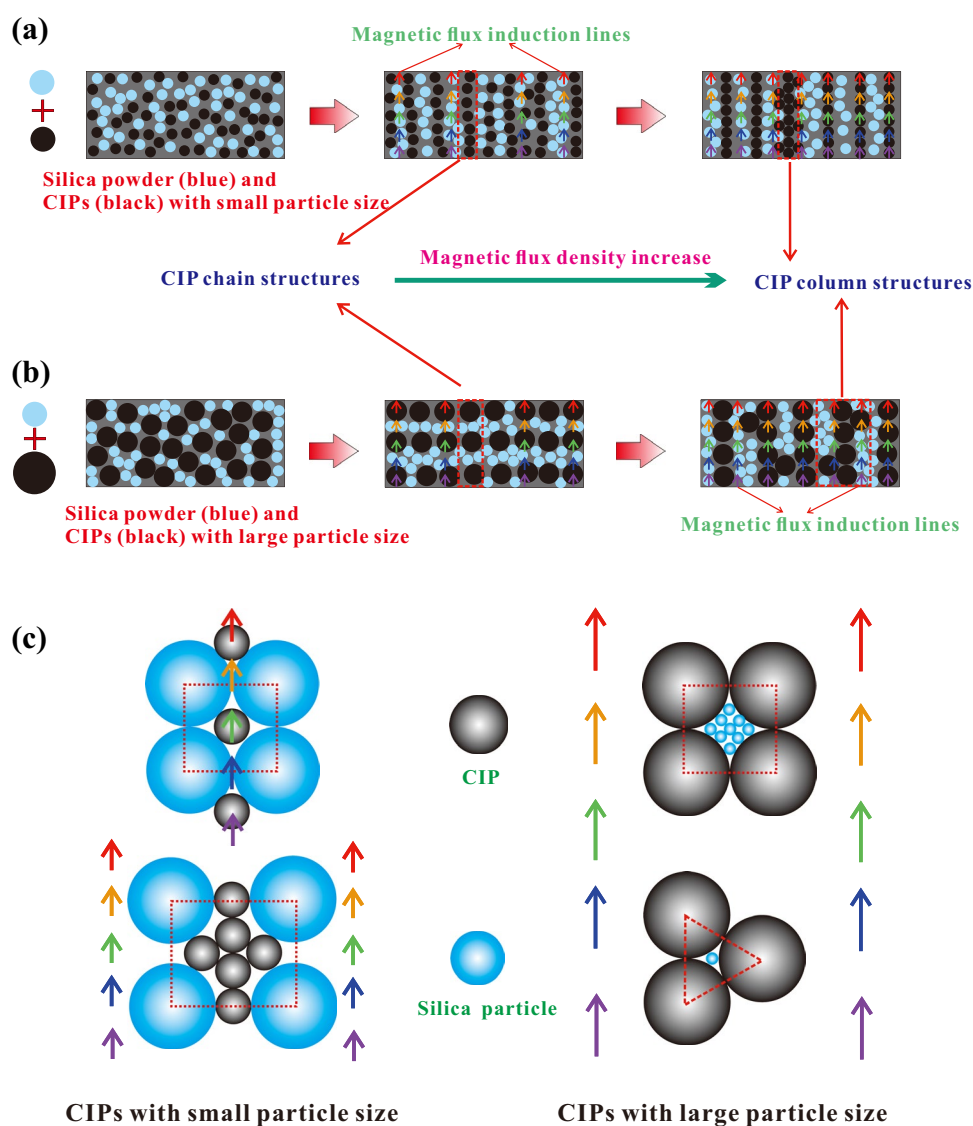 (a)
Magnetic flux induction lines
Silica powder (blue) and
CIPs (black) with small particle size
CIP chain structures
Magnetic flux density increase
CIP column structures
(b)
Silica powder (blue) and
CIPs (black) with large particle size
Magnetic flux induction lines
(c)
CIP
Silica particle
CIPs with small particle size
CIPs with large particle size